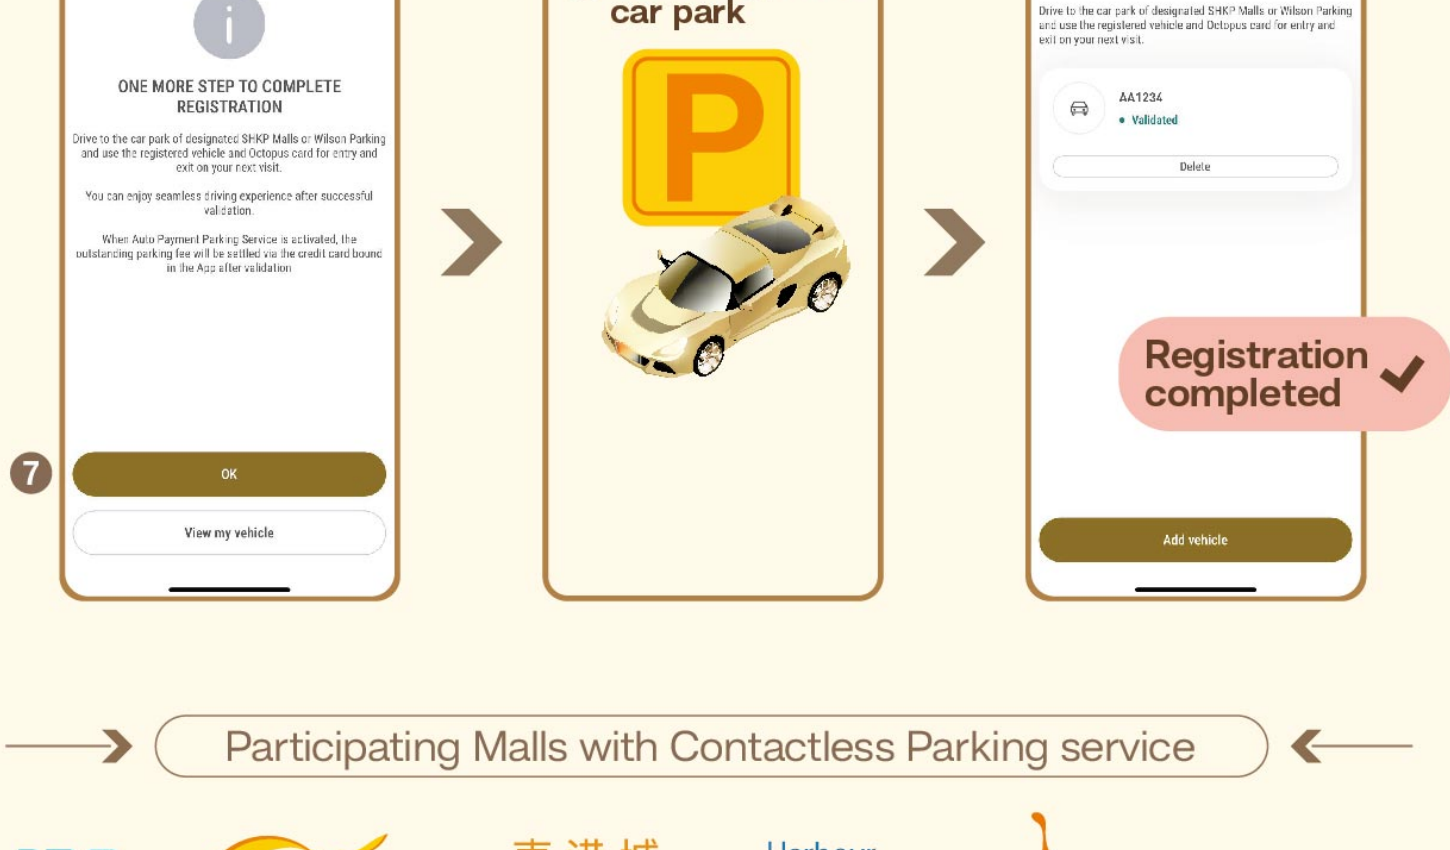 ONE MORE STEP TO COMPLETE
REGISTRATION
Drive to the car park of designated SHKP Malls or Wilson Parking
and use the registered vehicle and Octopus card for entry and
exit on your next visit.
You can enjoy seamless driving experience after successful
validation.
When Auto Payment Parking Service is activated, the
outstanding parking fee will be settled via the credit card bound
in the App after validation
7
OK
View my vehicle
car park
P
Drive to the car park of designated SHKP Malls or Wilson Parking
and use the registered vehicle and Octopus card for entry and
exit on your next visit.
AA1234
• Validated
Delete
Registration
completed
Add vehicle
Participating Malls with Contactless Parking service
東港城
Harbour